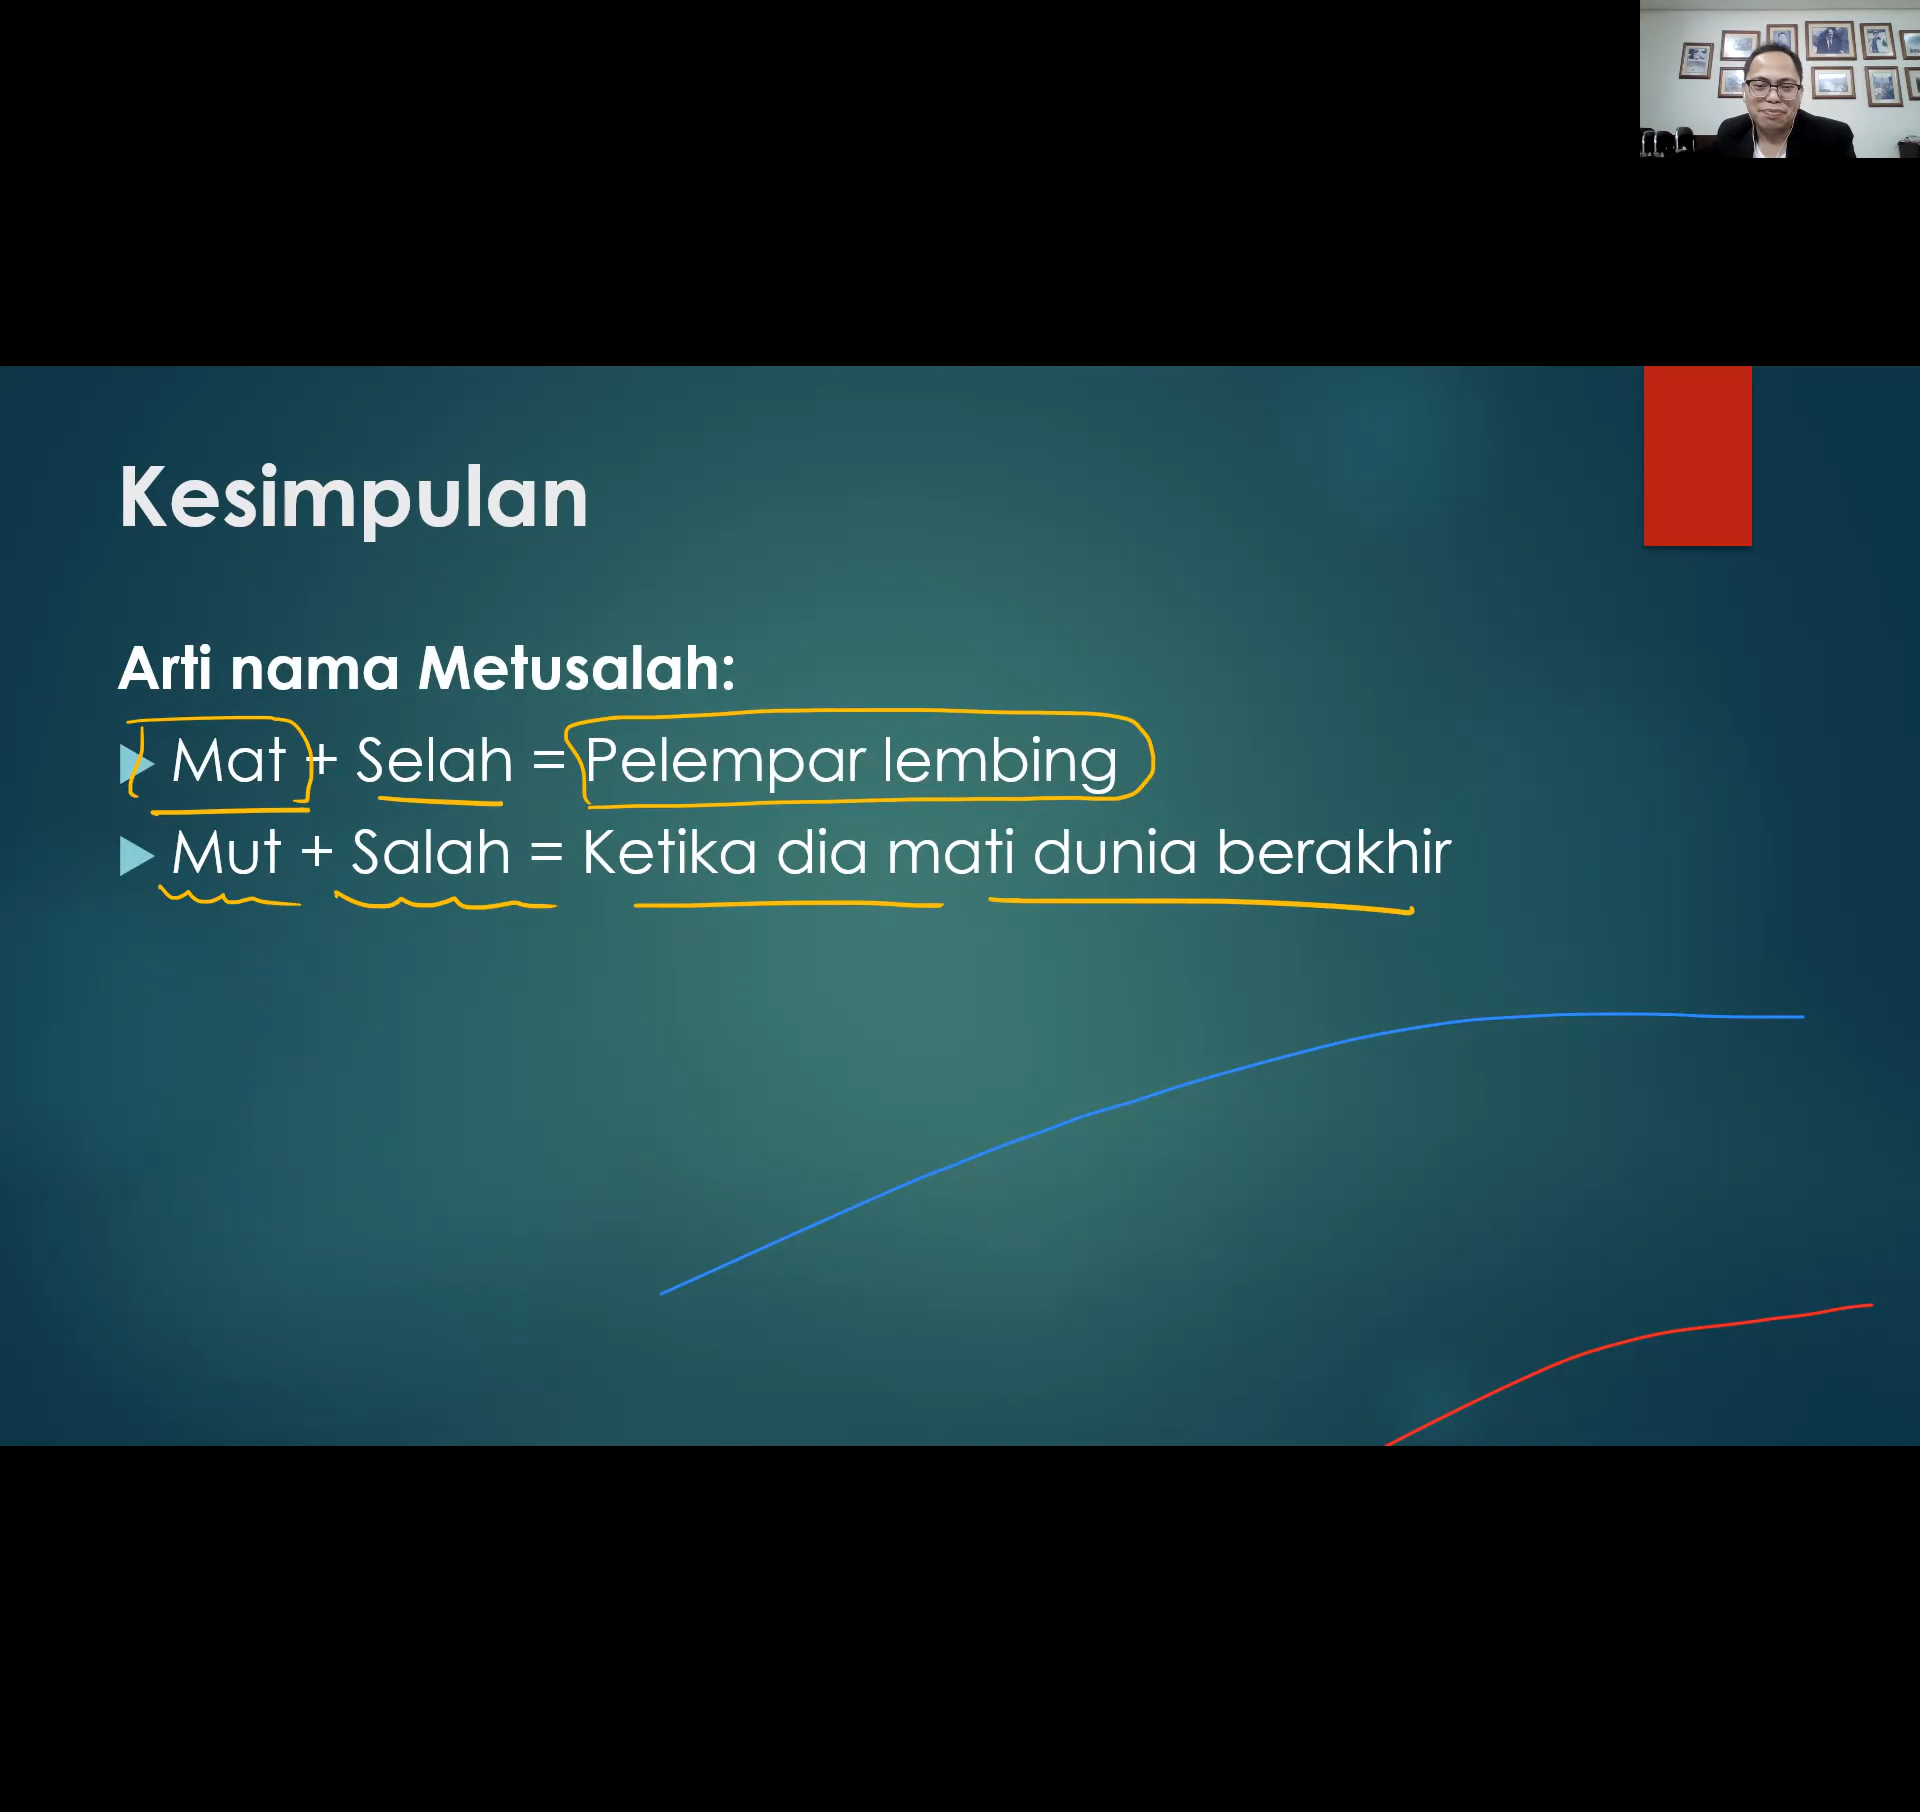 Kesimpulan
Arti nama Metusalah:
Mat + Selah = Pelempar lembing
Mut + Salah = Ketika dia mati dunia berakhir